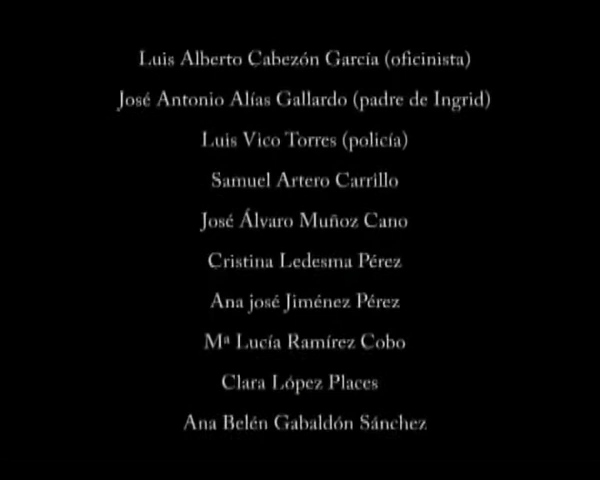 Luis Alberto Cabezón García (oficinista)
José Antonio Alías Gallardo (padre de Ingrid)
Luis Vico Torres (policía)
Samuel Artero Carrillo
José Álvaro Muñoz Cano
Cristina Ledesma Pérez
Ana josé Jiménez Pérez
Mª Lucía Ramírez Cobo
Clara López Places
Ana Belén Gabaldón Sánchez